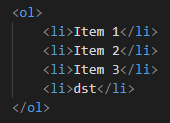 <ol>
    <li>Item 1</li>
    <li>Item 2</li>
    <li>Item 3</li>
    <li>dst</li>
</ol>